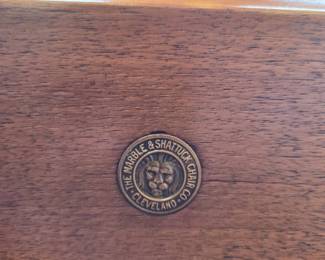 THE MARBLE & SHATTUCK CHAIR CO.
CLEVELAND